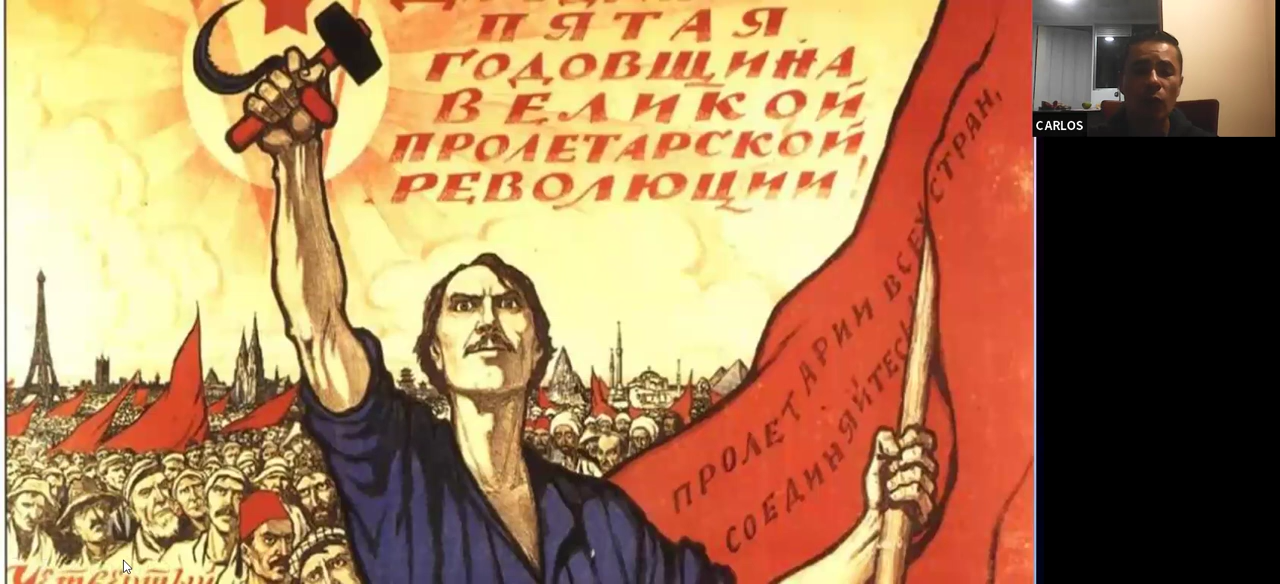 ПЯТАЯ
ГОДОВЩИНА
ВЕЛИКОЙ
ПРОЛЕТАРСКОЙ
РЕВОЛЮЦИИ!
ПРОЛЕТАРИИ ВСЕХ СТРАН,
СОЕДИНЯЙТЕСЬ
CARLOS